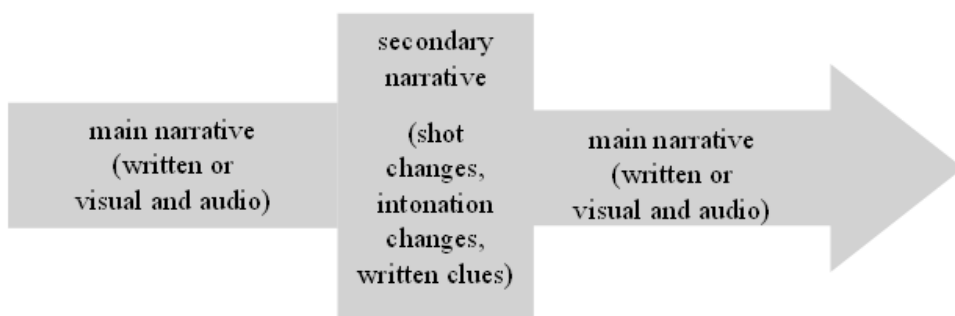 main narrative
(written or
visual and audio)
secondary
narrative
(shot
changes,
intonation
changes,
written clues)
main narrative
(written or
visual and audio)